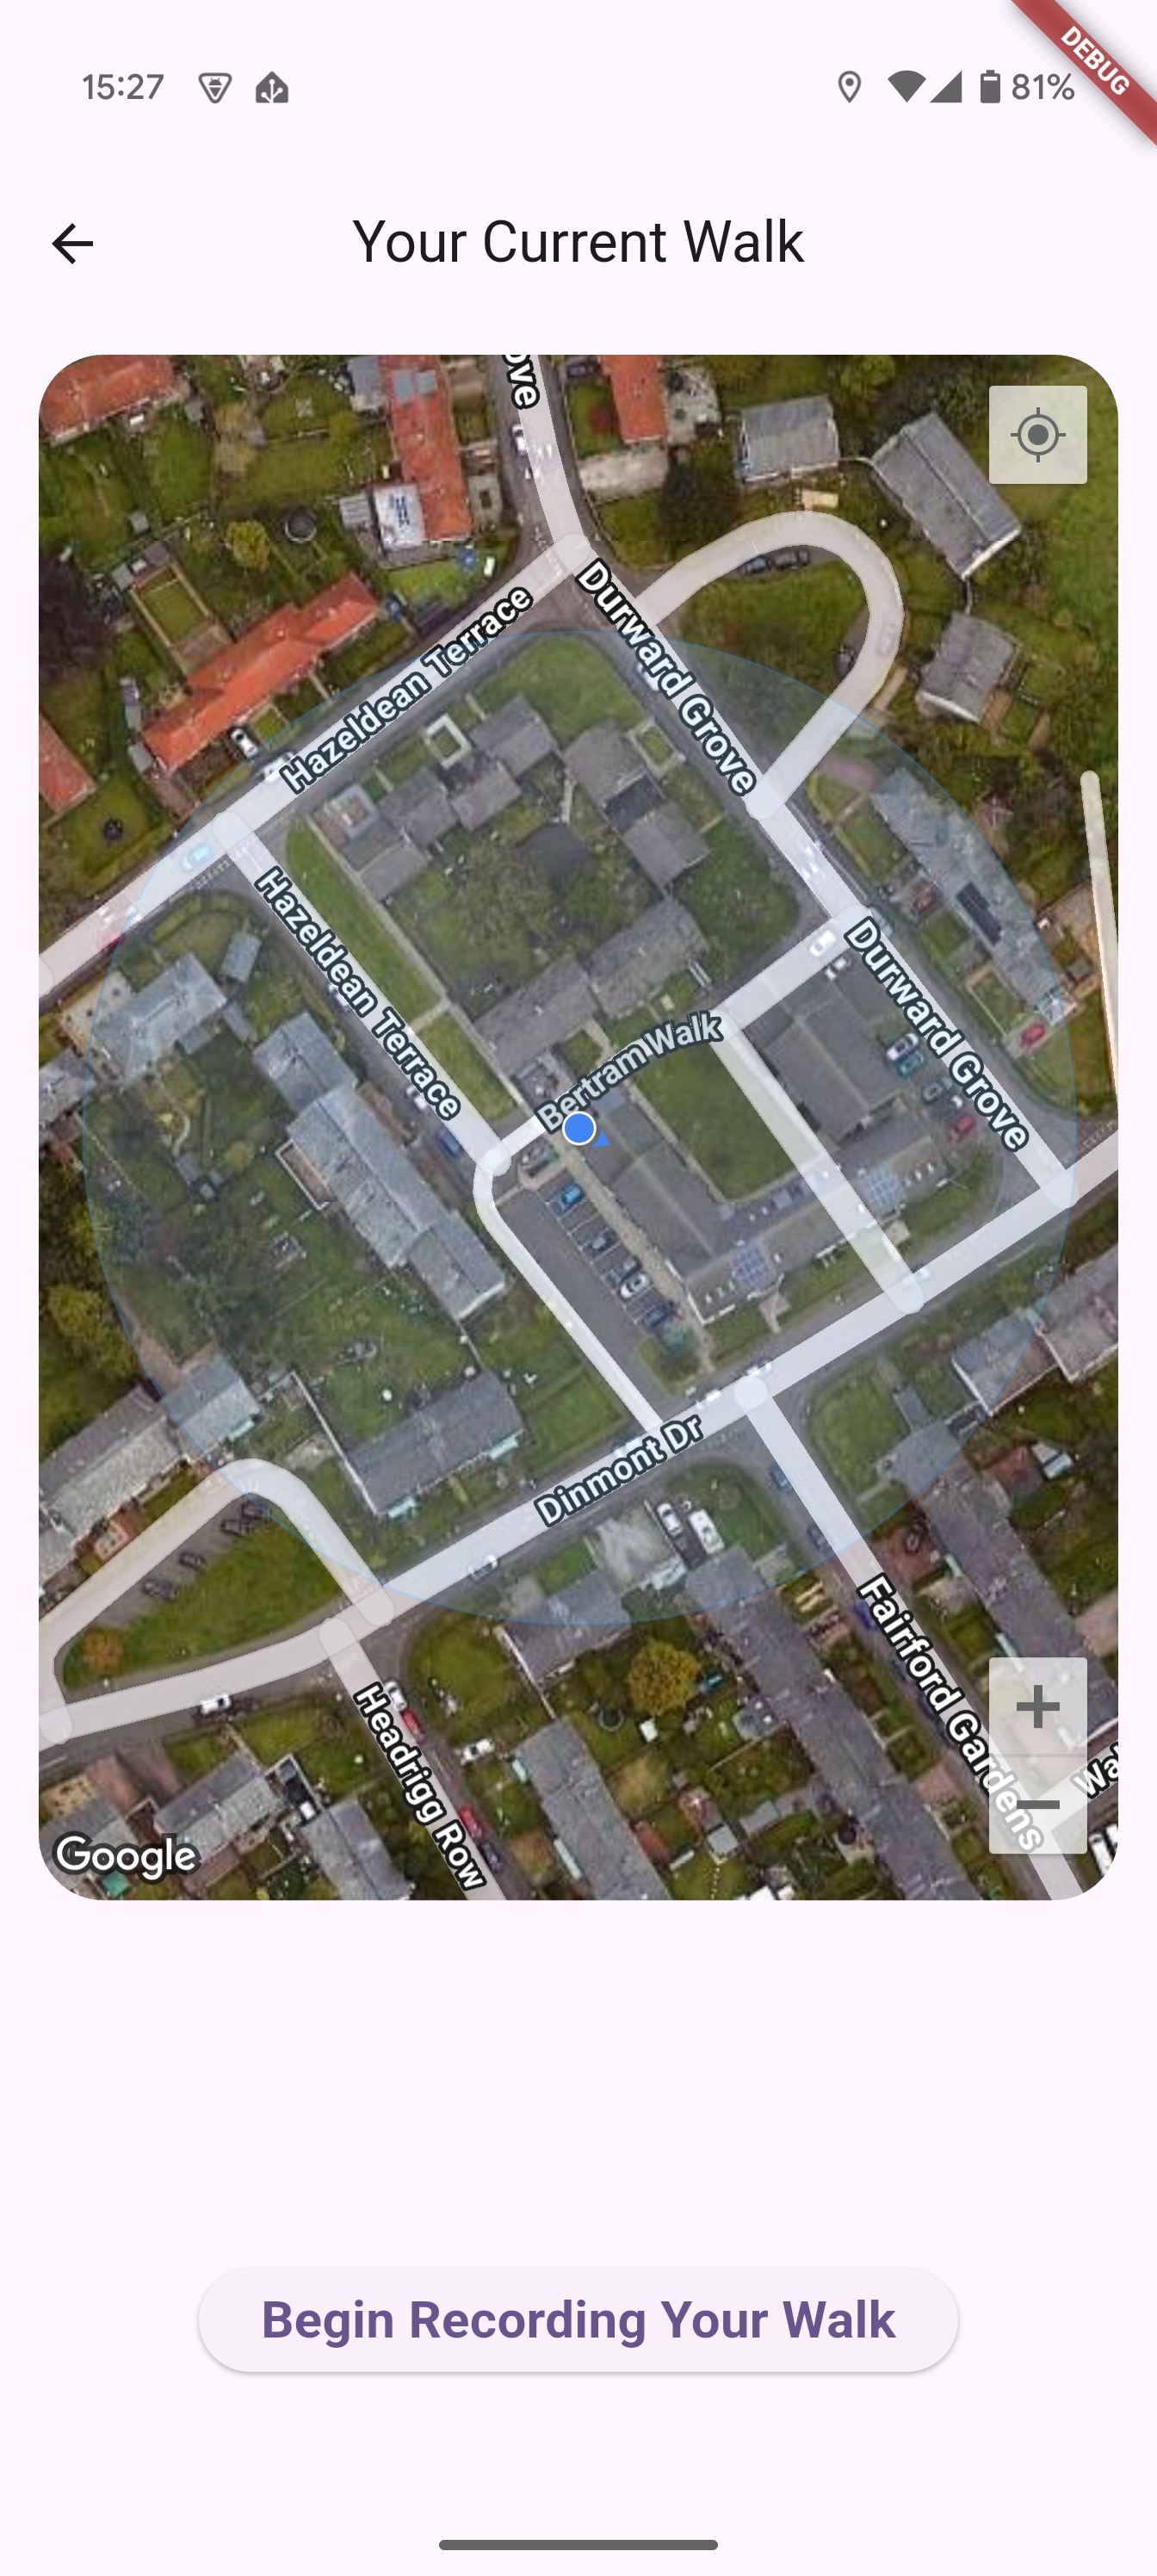 DEBUG
15:27
81%
Your Current Walk
ove
Hazeldean Terrace
Durward Grove
Hazeldean Terrace
Durward Grove
Bertram Walk
Dinmont Dr
Fairford Gardens
Headrigg Row
Wa
Google
Begin Recording Your Walk